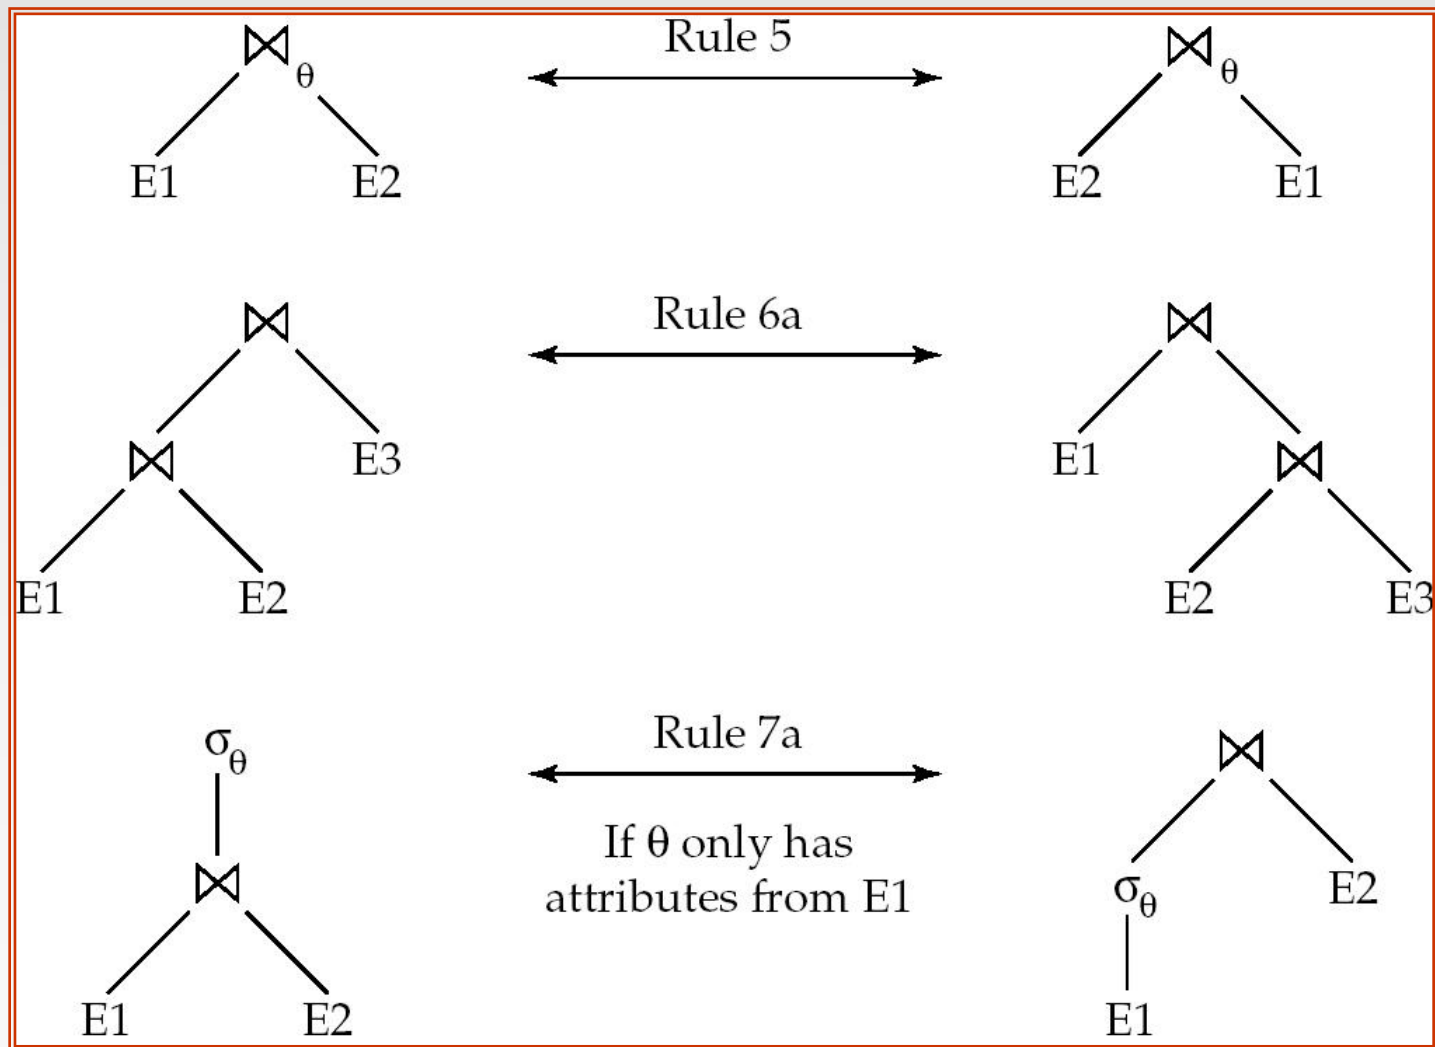 ⋈θ Rule 5 ⋈θ
E1 E2 E2 E1
⋈ Rule 6a ⋈
⋈ E3 E1 ⋈
E1 E2 E2 E3
σθ Rule 7a ⋈
If θ only has
attributes from E1
⋈ σθ E2
E1 E2 E1